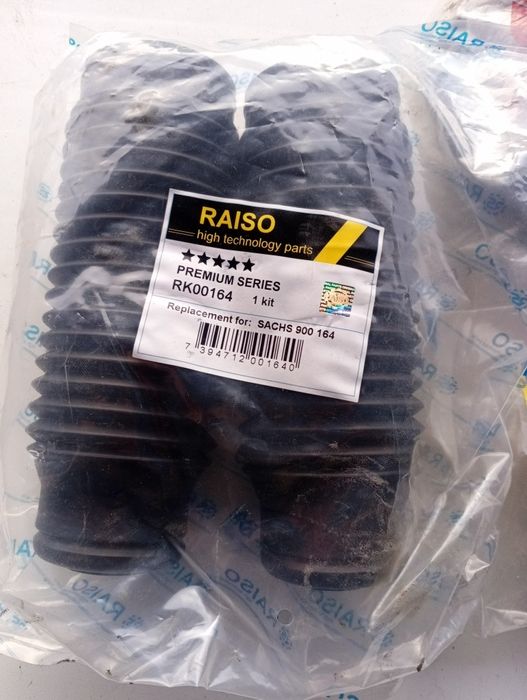 RAISO
high technology parts
PREMIUM SERIES
RK00164 1 kit
Replacement for: SACHS 900 164
7 394712 001640
RAISO
RAISO
RAISO
RAISO